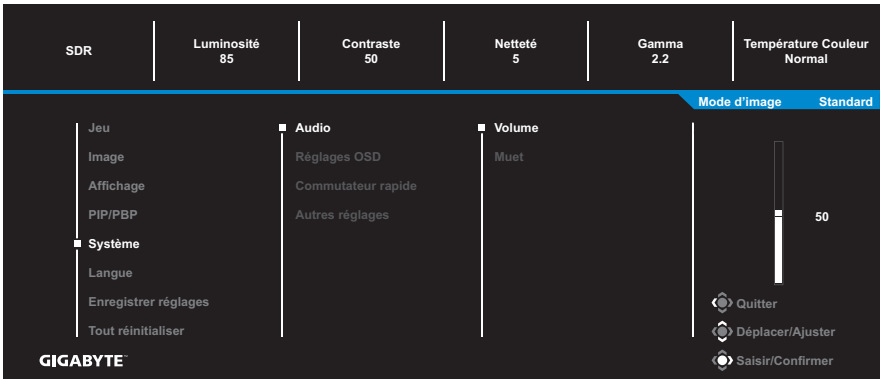 SDR
Luminosité
85
Contraste
50
Netteté
5
Gamma
2.2
Température Couleur
Normal
Mode d'image Standard
Jeu
Image
Affichage
PIP/PBP
Système
Langue
Enregistrer réglages
Tout réinitialiser
Audio
Réglages OSD
Commutateur rapide
Autres réglages
Volume
Muet
50
Quitter
Déplacer/Ajuster
Saisir/Confirmer
GIGABYTE™